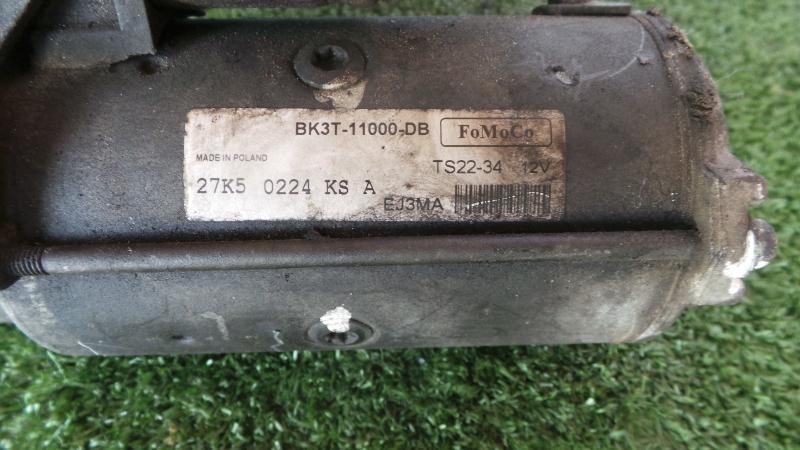 BK3T-11000-DB FoMoCo
MADE IN POLAND TS22-34 12V
27K5 0224 KS A
EJ3MA